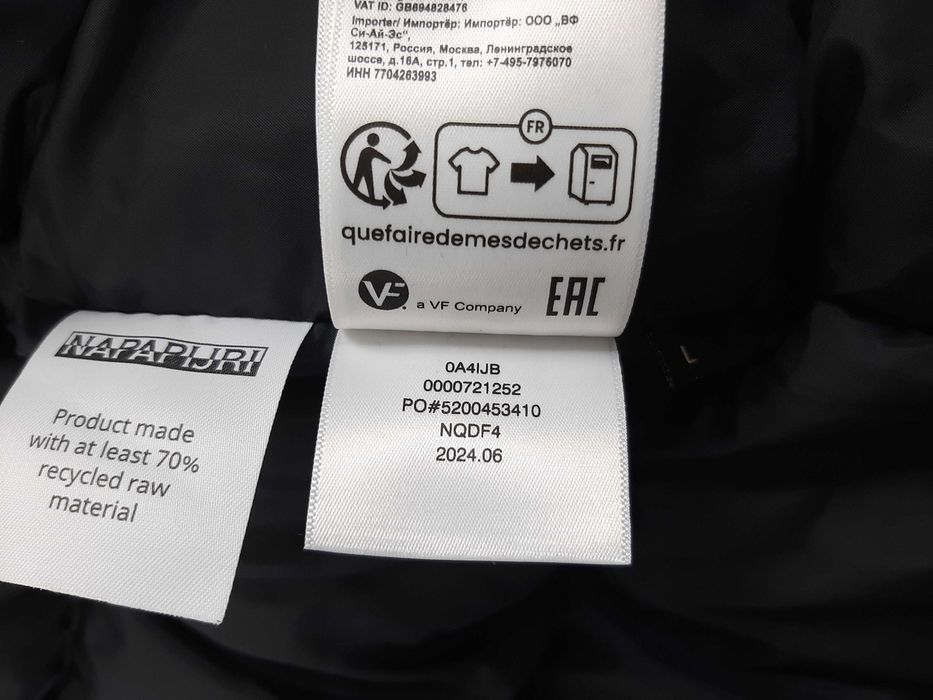 VAT ID: GB694828476
Importer/ Импортёр: Импортёр: ООО „ВФ
Си-Ай-Эс“,
125171, Россия, Москва, Ленинградское
шоссе, д.16А, стр.1, тел: +7-495-7976070
ИНН 7704263993
FR
quefairedemesdechets.fr
VF
a VF Company
EAC
NAPAPIJRI
Product made
with at least 70%
recycled raw
material
0A4IJB
0000721252
PO#5200453410
NQDF4
2024.06
L